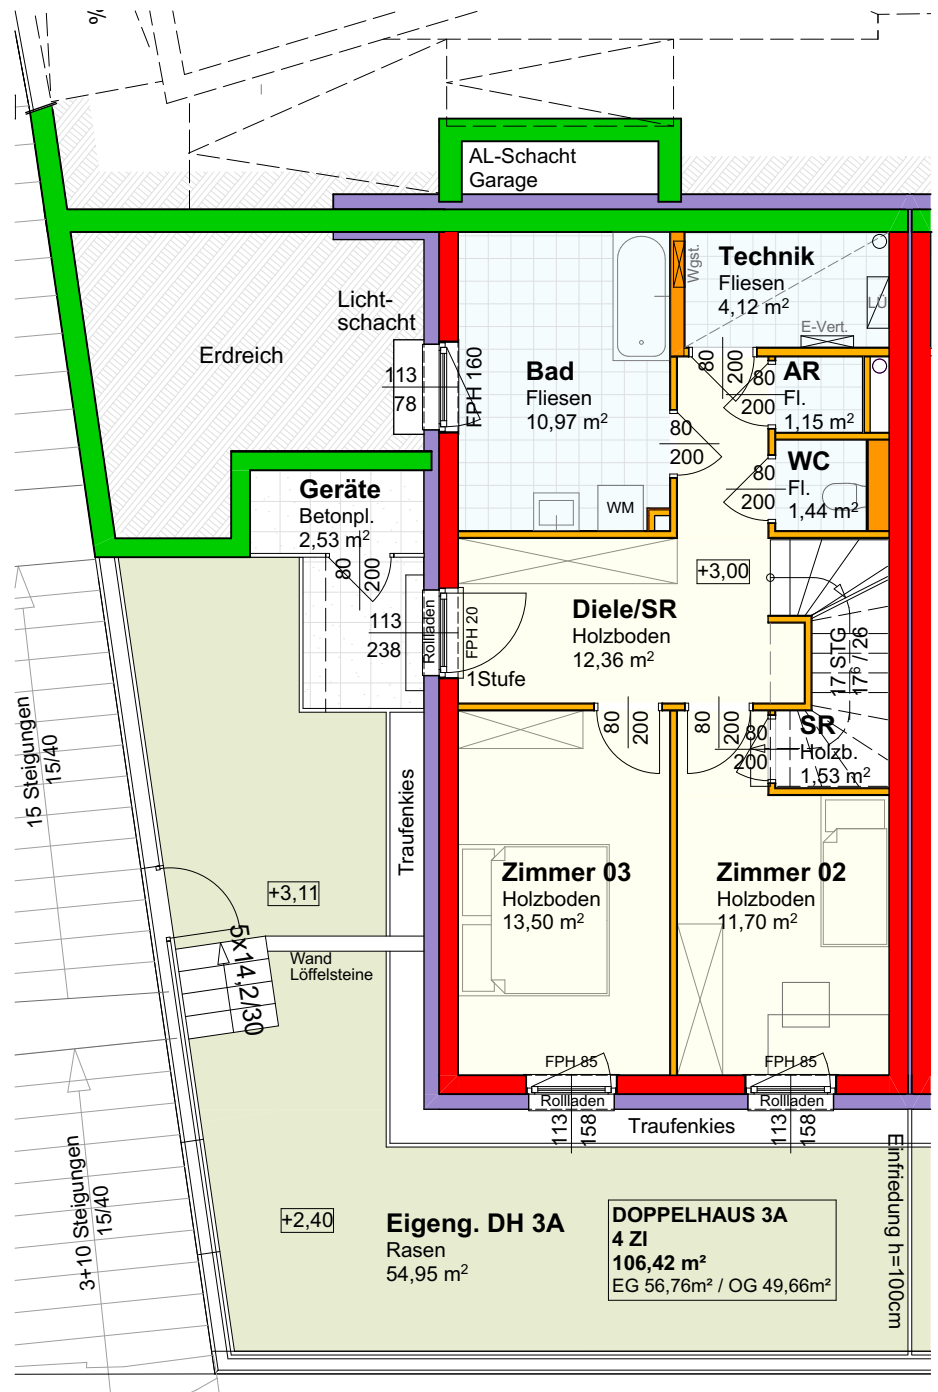 %
AL-Schacht
Garage
Technik
Fliesen
4,12 m²
Wgst.
LÜ
E-Vert.
Licht-
schacht
Erdreich
113
78
FPH 160
Bad
Fliesen
10,97 m²
80
200
80
200
AR
Fl.
1,15 m²
80
200
WC
Fl.
1,44 m²
80
200
WM
Geräte
Betonpl.
2,53 m²
80
200
+3,00
Diele/SR
Holzboden
12,36 m²
113
238
Rollladen
FPH 20
1Stufe
17 STG
17⁶ / 26
80
200
80
200
80
200
SR
Holzb.
1,53 m²
15 Steigungen
15/40
Traufenkies
Zimmer 03
Holzboden
13,50 m²
Zimmer 02
Holzboden
11,70 m²
+3,11
5x14,2/30
Wand
Löffelsteine
FPH 85
FPH 85
Rollladen
Rollladen
113
158
113
158
Traufenkies
3+10 Steigungen
15/40
+2,40
Eigeng. DH 3A
Rasen
54,95 m²
DOPPELHAUS 3A
4 ZI
106,42 m²
EG 56,76m² / OG 49,66m²
Einfriedung h=100cm